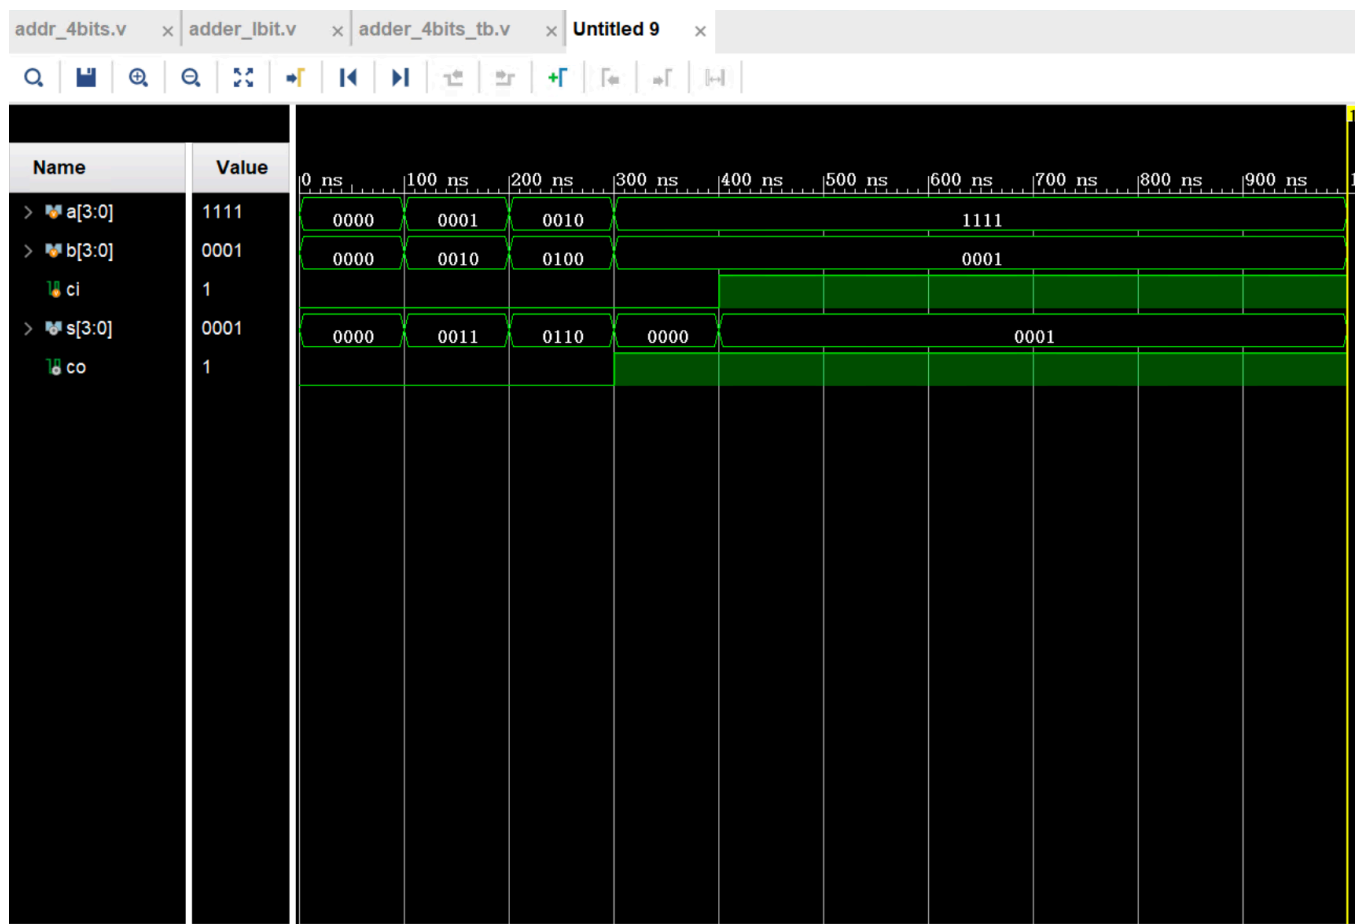 addr_4bits.v × adder_lbit.v × adder_4bits_tb.v × Untitled 9 ×
Name Value 0 ns 100 ns 200 ns 300 ns 400 ns 500 ns 600 ns 700 ns 800 ns 900 ns
a[3:0] 1111 0000 0001 0010 1111
b[3:0] 0001 0000 0010 0100 0001
ci 1
s[3:0] 0001 0000 0011 0110 0000 0001
co 1